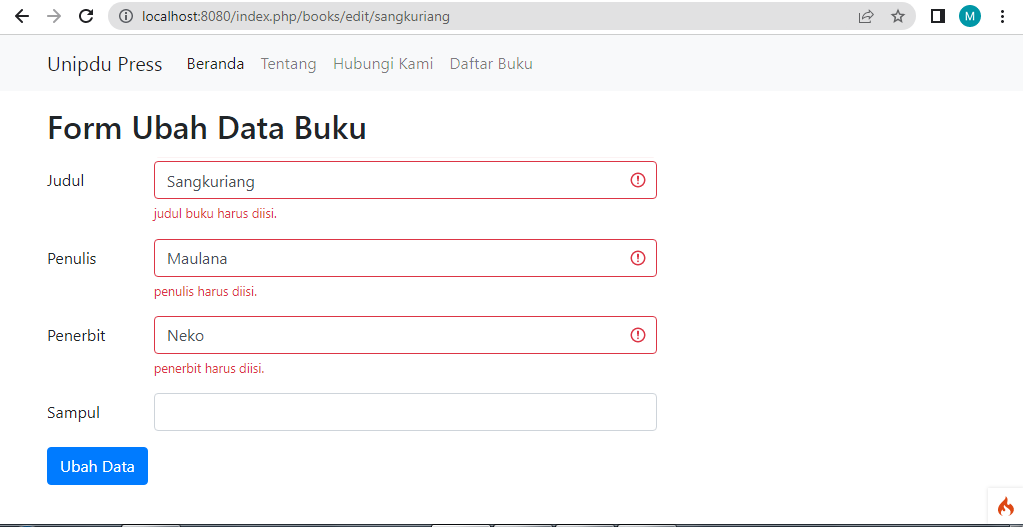 localhost:8080/index.php/books/edit/sangkuriang
M
Unipdu Press Beranda Tentang Hubungi Kami Daftar Buku
Form Ubah Data Buku
Judul Sangkuriang
judul buku harus diisi.
Penulis Maulana
penulis harus diisi.
Penerbit Neko
penerbit harus diisi.
Sampul
Ubah Data